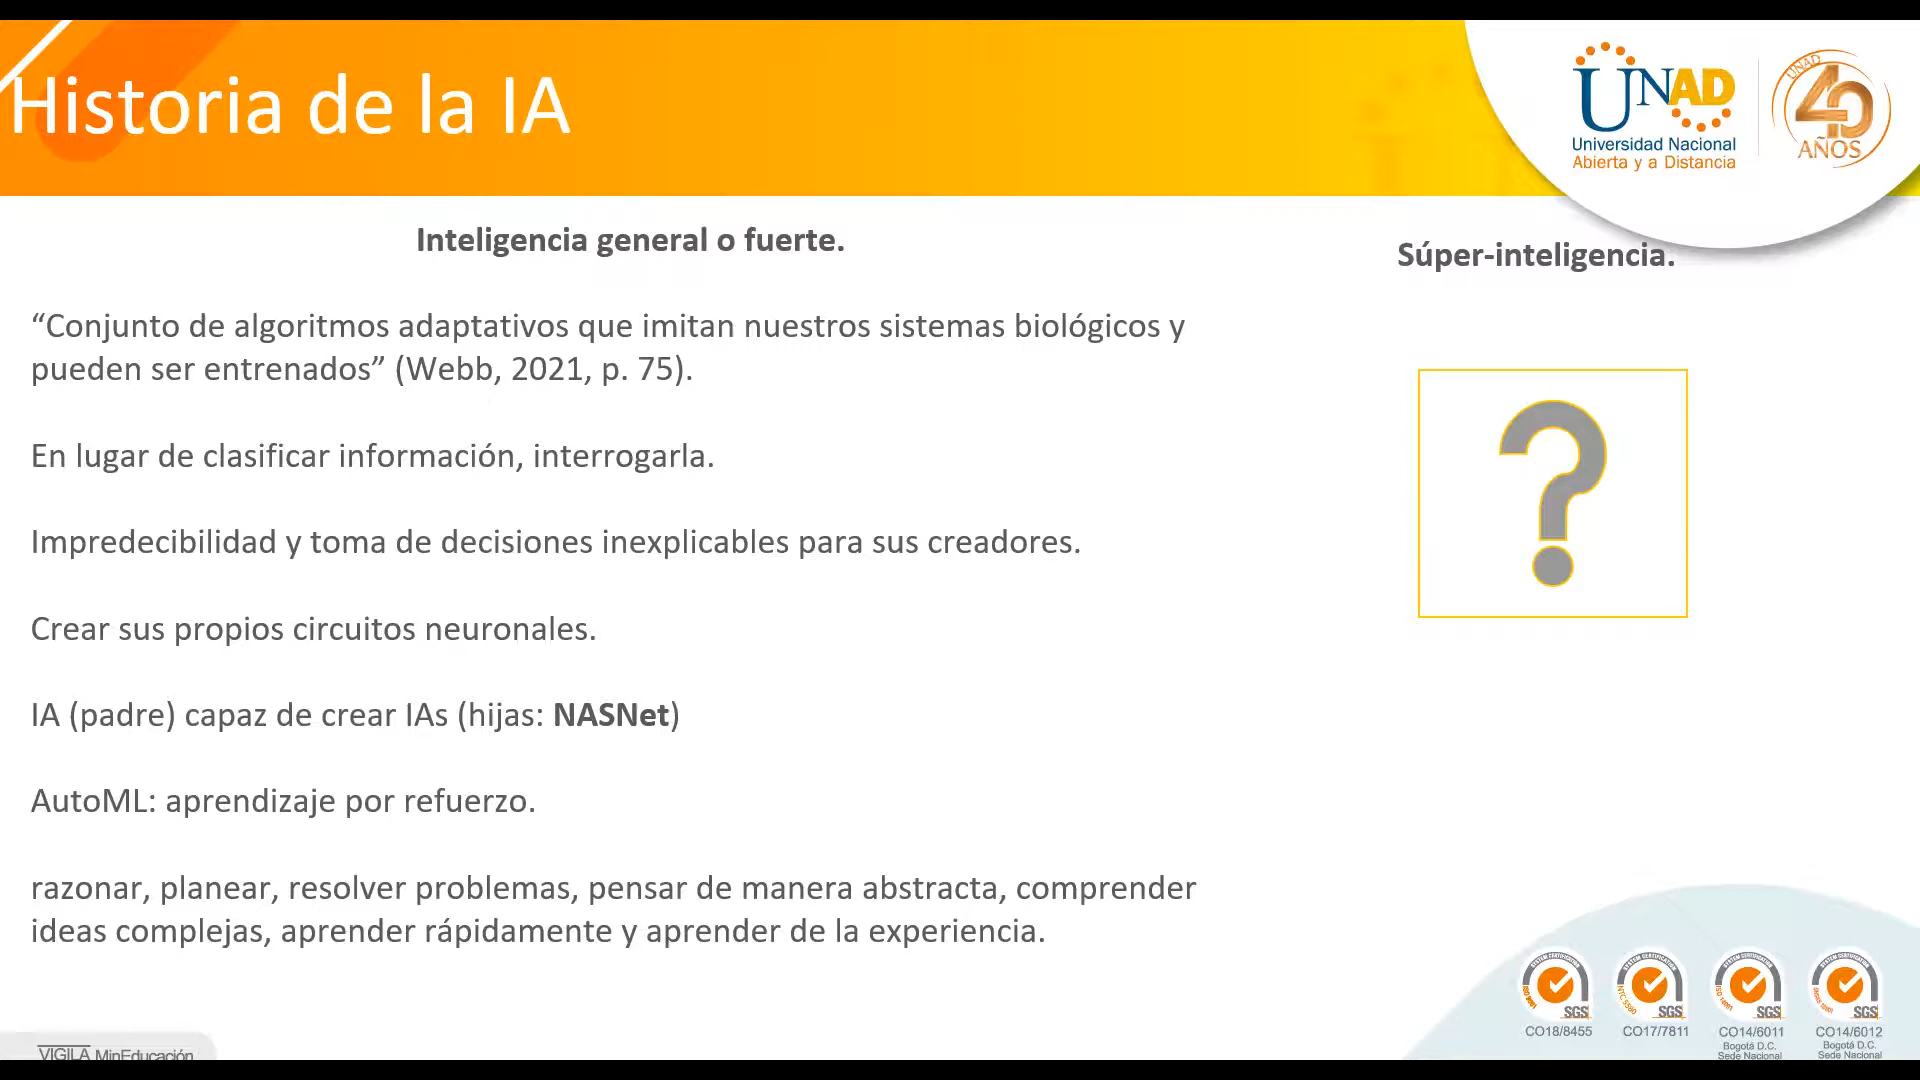 Historia de la IA
UNAD
Universidad Nacional
Abierta y a Distancia
UNAD
40
AÑOS
Inteligencia general o fuerte.
Súper-inteligencia.
“Conjunto de algoritmos adaptativos que imitan nuestros sistemas biológicos y
pueden ser entrenados” (Webb, 2021, p. 75).
En lugar de clasificar información, interrogarla.
?
Impredecibilidad y toma de decisiones inexplicables para sus creadores.
Crear sus propios circuitos neuronales.
IA (padre) capaz de crear IAs (hijas: NASNet)
AutoML: aprendizaje por refuerzo.
razonar, planear, resolver problemas, pensar de manera abstracta, comprender
ideas complejas, aprender rápidamente y aprender de la experiencia.
SGS SGS SGS SGS
CO18/8455 CO17/7811 CO14/6011 CO14/6012
Bogotá D.C. Bogotá D.C.
Sede Nacional Sede Nacional
VIGILA MinEducación